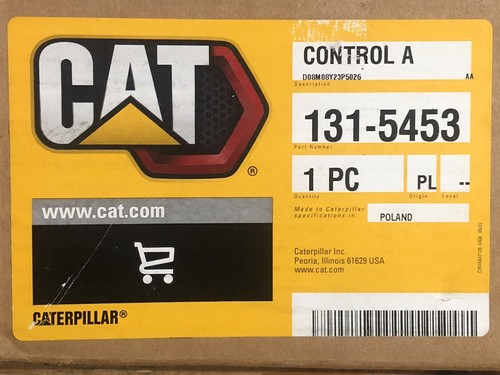 CAT
®
www.cat.com
CATERPILLAR®
CONTROL A
D08M08Y23P5026 AA
Description
131-5453
Part Number
1 PC PL --
Quantity Origin Level
Made to Caterpillar
specifications in POLAND
Caterpillar Inc.
Peoria, Illinois 61629 USA
www.cat.com